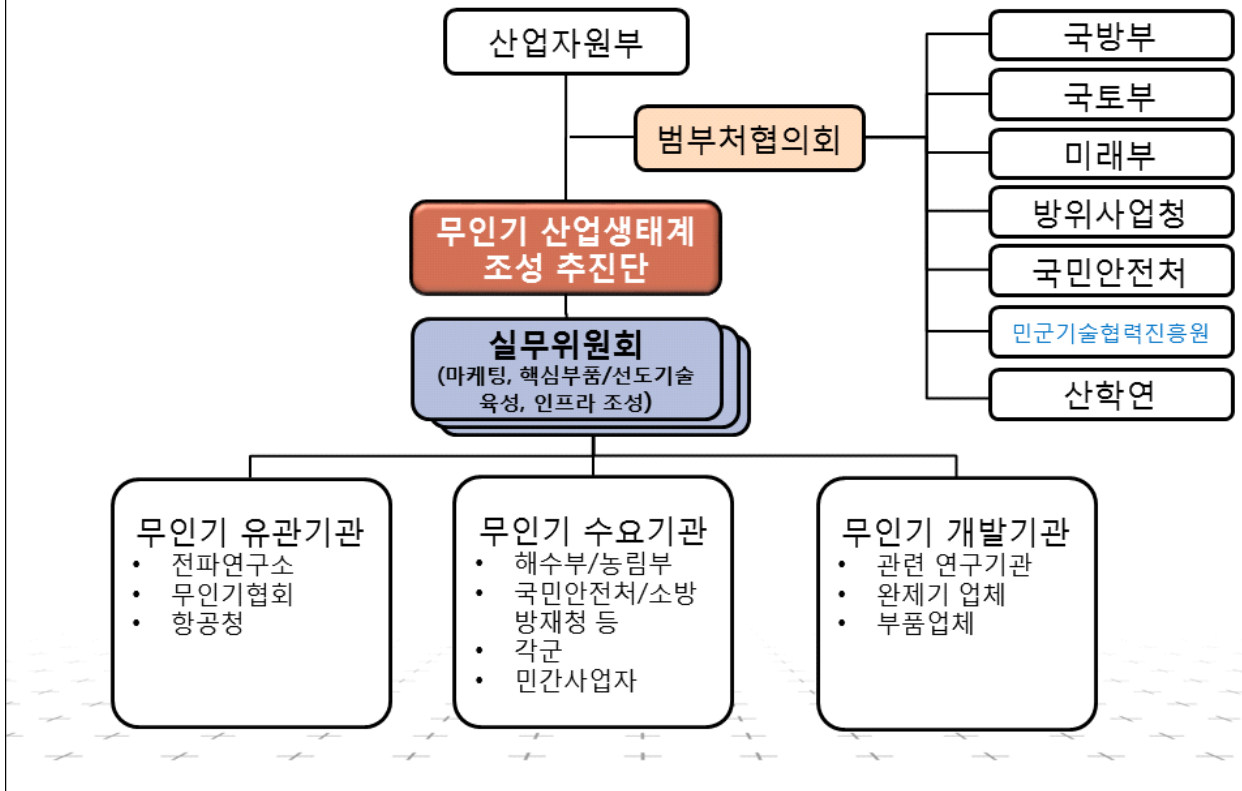 산업자원부
범부처협의회
국방부
국토부
미래부
방위사업청
국민안전처
민군기술협력진흥원
산학연
무인기 산업생태계
조성 추진단
실무위원회
(마케팅, 핵심부품/선도기술
육성, 인프라 조성)
무인기 유관기관
• 전파연구소
• 무인기협회
• 항공청
무인기 수요기관
• 해수부/농림부
• 국민안전처/소방
방재청 등
• 각군
• 민간사업자
무인기 개발기관
• 관련 연구기관
• 완제기 업체
• 부품업체